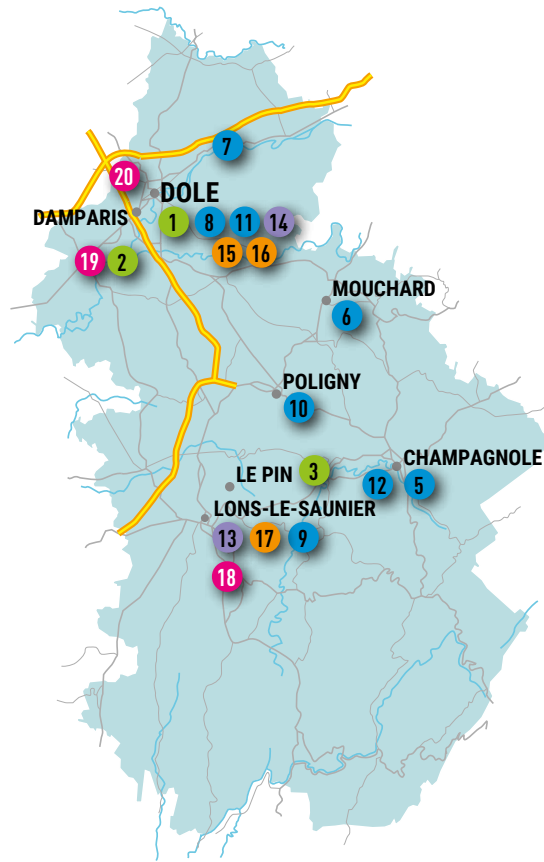 7
20
DOLE
DAMPARIS
1 8 11 14
15 16
19 2
MOUCHARD
6
POLIGNY
10
CHAMPAGNOLE
LE PIN 3
12 5
LONS-LE-SAUNIER
13 17 9
18